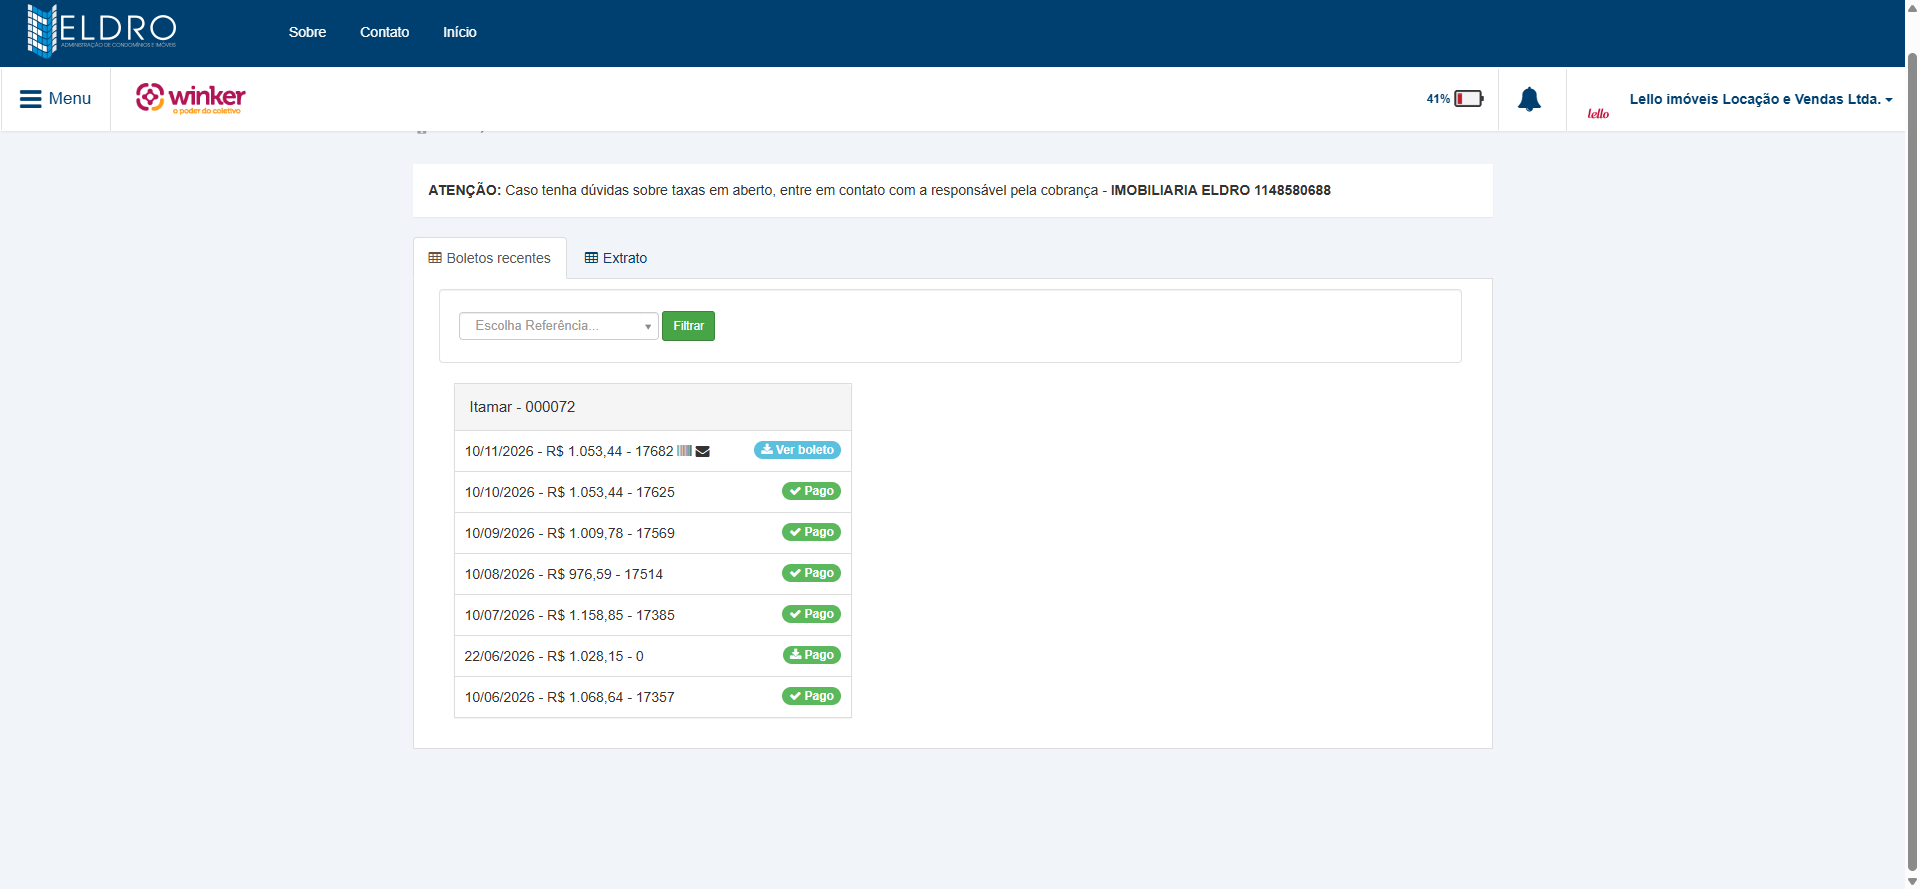 ELDRO
ADMINISTRAÇÃO DE CONDOMÍNIOS E IMÓVEIS
Sobre
Contato
Início
Menu
winker
o poder do coletivo
41%
lello
Lello imóveis Locação e Vendas Ltda.
ATENÇÃO: Caso tenha dúvidas sobre taxas em aberto, entre em contato com a responsável pela cobrança - IMOBILIARIA ELDRO 1148580688
Boletos recentes
Extrato
Escolha Referência...
Filtrar
Itamar - 000072
10/11/2026 - R$ 1.053,44 - 17682 Ver boleto
10/10/2026 - R$ 1.053,44 - 17625 Pago
10/09/2026 - R$ 1.009,78 - 17569 Pago
10/08/2026 - R$ 976,59 - 17514 Pago
10/07/2026 - R$ 1.158,85 - 17385 Pago
22/06/2026 - R$ 1.028,15 - 0 Pago
10/06/2026 - R$ 1.068,64 - 17357 Pago